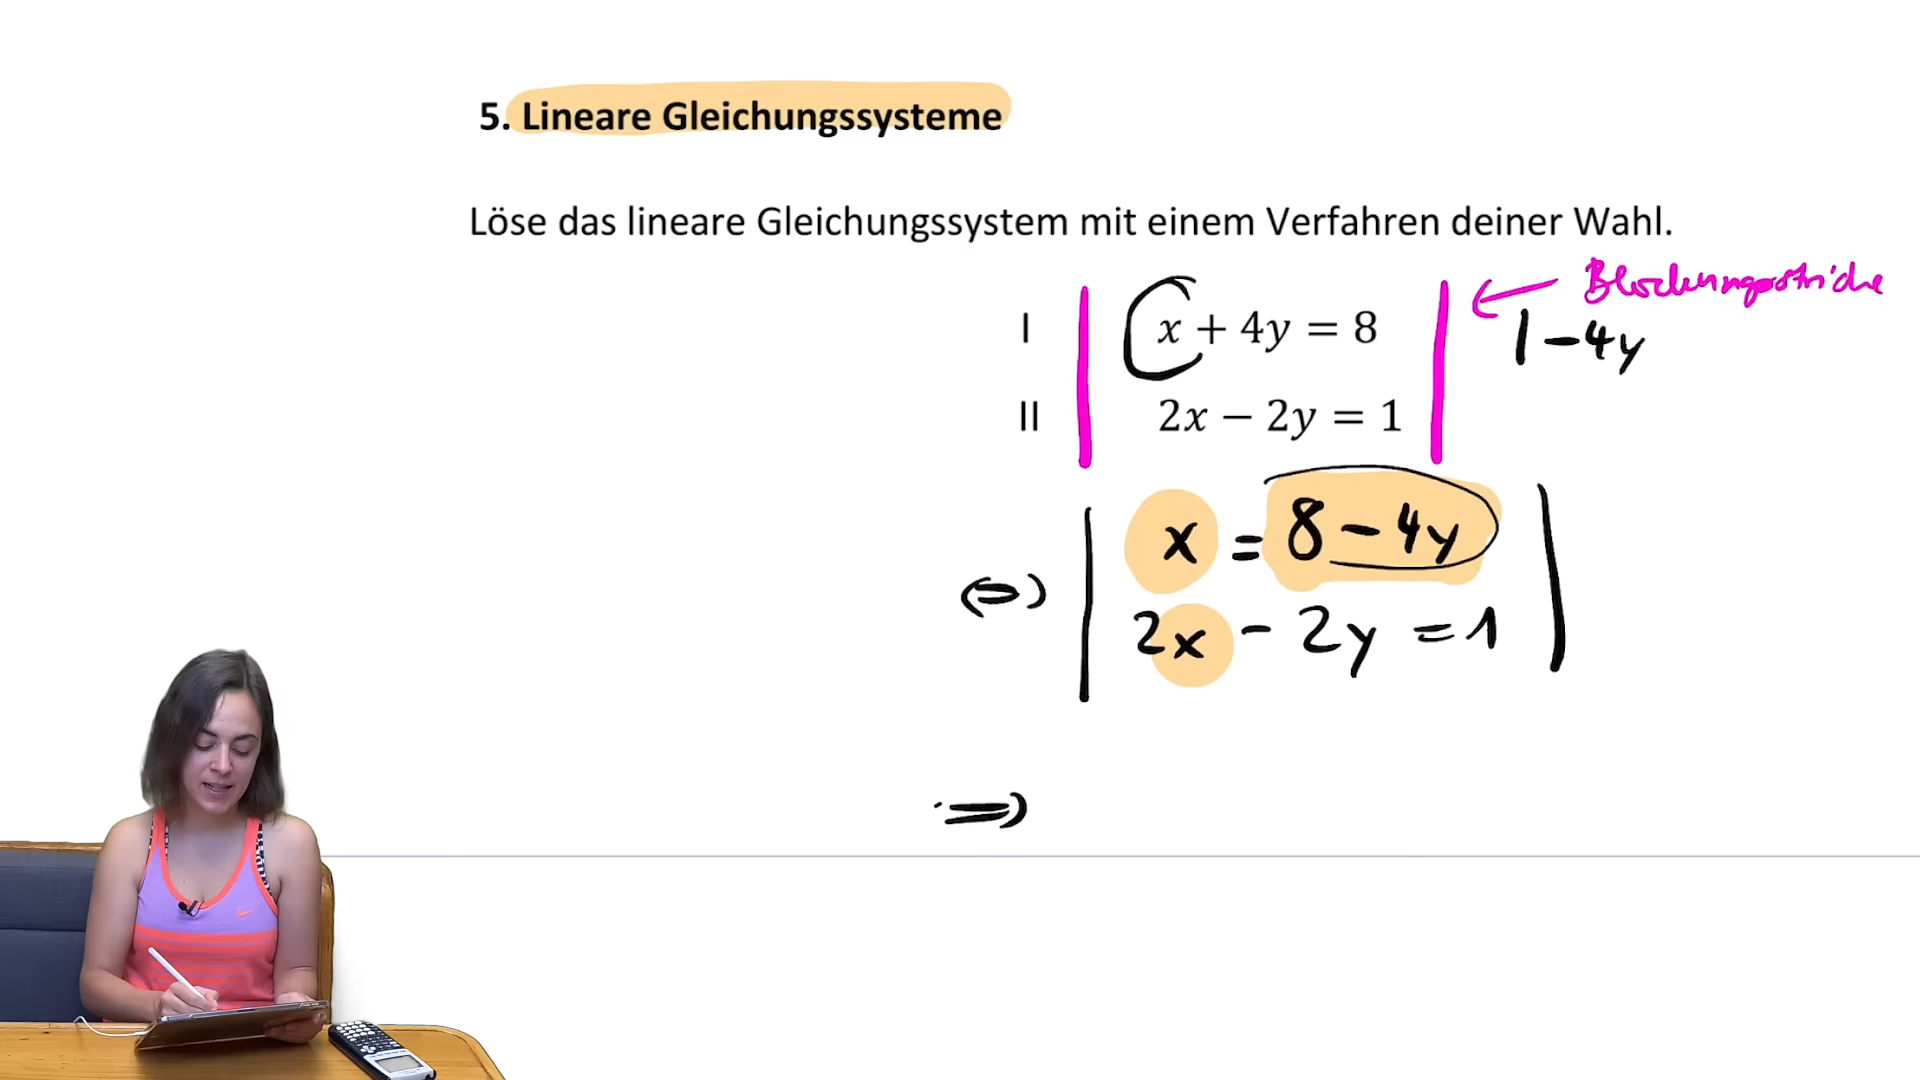 5. Lineare Gleichungssysteme
Löse das lineare Gleichungssystem mit einem Verfahren deiner Wahl.
Blockungsstriche
I | x + 4y = 8 | | -4y
II | 2x − 2y = 1 |
⇔ | x = 8 - 4y |
| 2x - 2y = 1 |
⇒